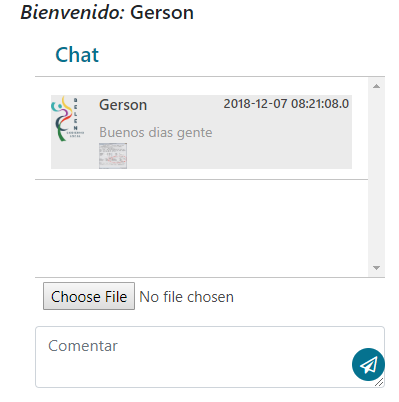 Bienvenido: Gerson
Chat
Gerson 2018-12-07 08:21:08.0
BELEN
Buenos dias gente
Choose File No file chosen
Comentar